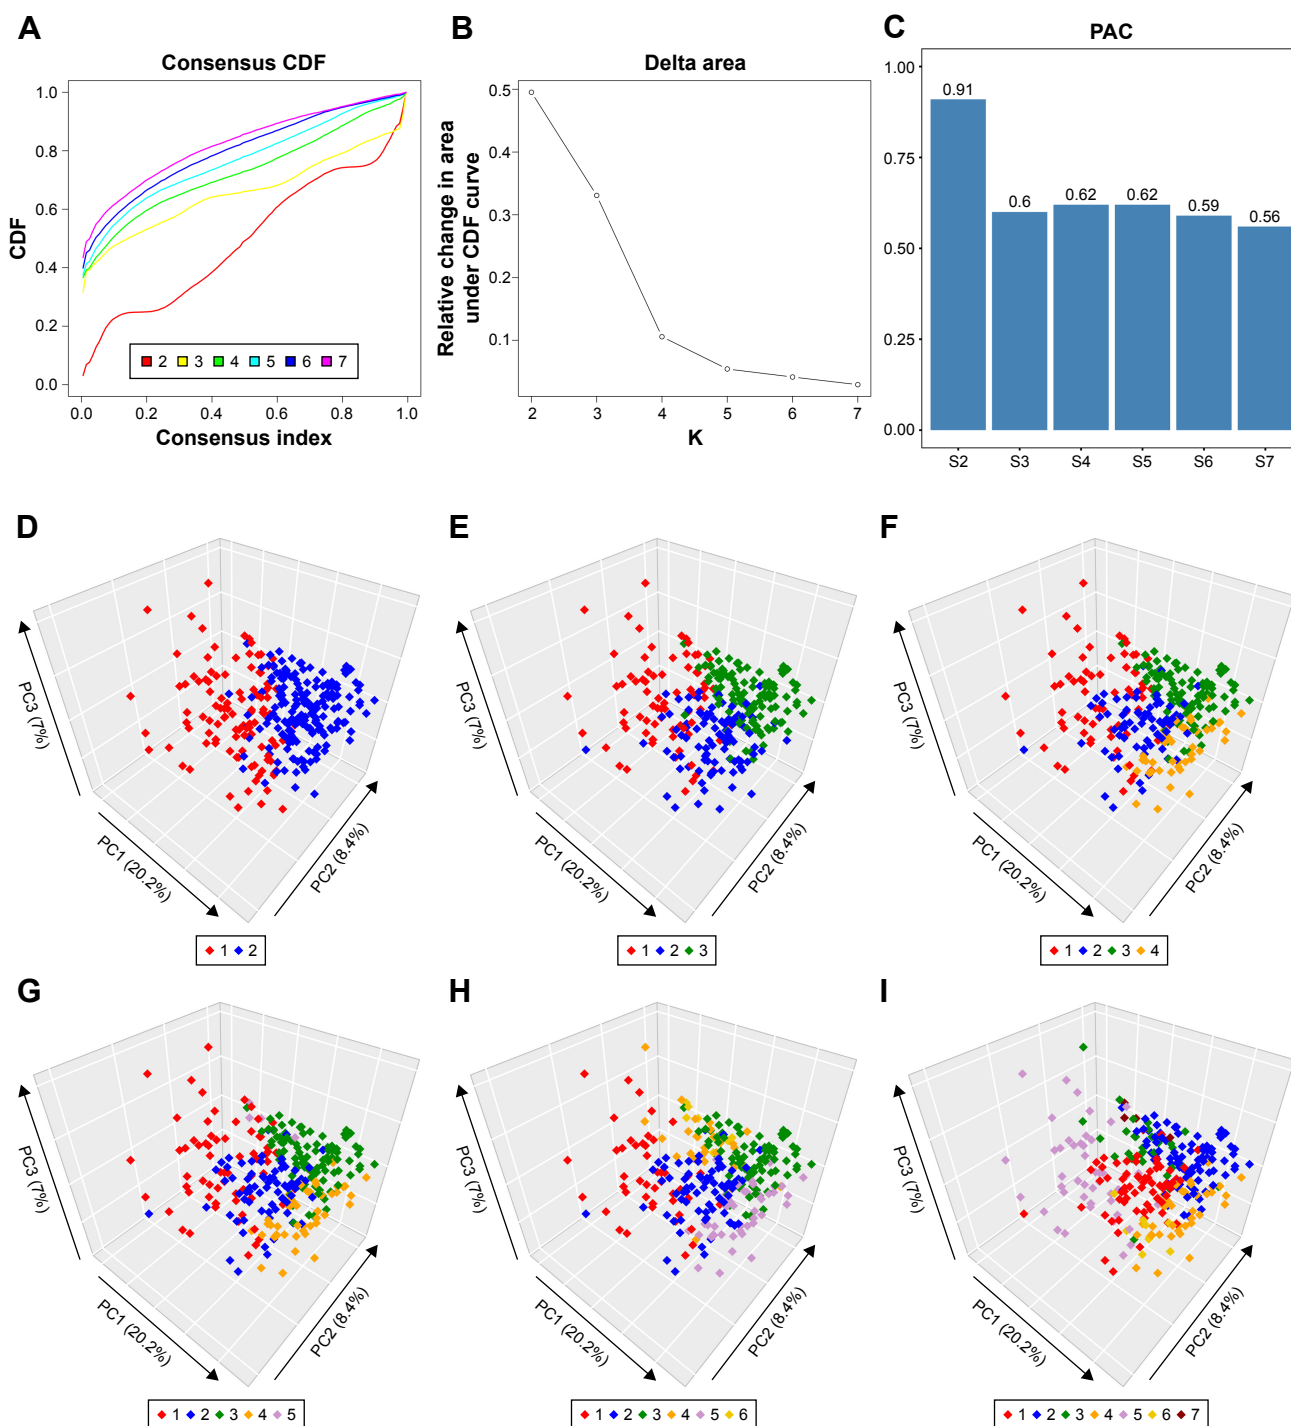 A
Consensus CDF
CDF
1.0
0.8
0.6
0.4
0.2
0.0
2 3 4 5 6 7
0.0 0.2 0.4 0.6 0.8 1.0
Consensus index
B
Delta area
Relative change in area
under CDF curve
0.5
0.4
0.3
0.2
0.1
2 3 4 5 6 7
K
C
PAC
1.00
0.75
0.50
0.25
0.00
0.91
0.6
0.62
0.62
0.59
0.56
S2 S3 S4 S5 S6 S7
D
PC3 (7%)
PC1 (20.2%)
PC2 (8.4%)
1 2
E
PC3 (7%)
PC1 (20.2%)
PC2 (8.4%)
1 2 3
F
PC3 (7%)
PC1 (20.2%)
PC2 (8.4%)
1 2 3 4
G
PC3 (7%)
PC1 (20.2%)
PC2 (8.4%)
1 2 3 4 5
H
PC3 (7%)
PC1 (20.2%)
PC2 (8.4%)
1 2 3 4 5 6
I
PC3 (7%)
PC1 (20.2%)
PC2 (8.4%)
1 2 3 4 5 6 7